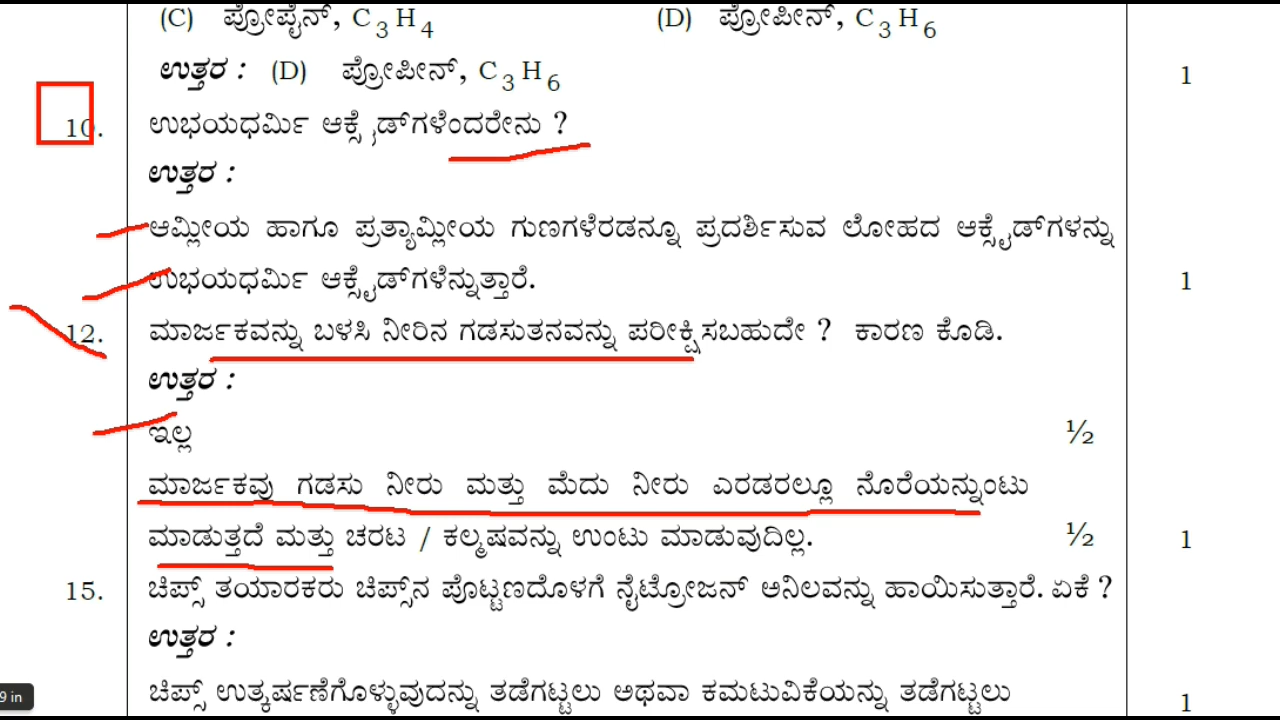 (C) ಪ್ರೋಪೈನ್, C3H4 (D) ಪ್ರೋಪೀನ್, C3H6
ಉತ್ತರ : (D) ಪ್ರೋಪೀನ್, C3H6 1
10. ಉಭಯಧರ್ಮಿ ಆಕ್ಸೈಡ್‌ಗಳೆಂದರೇನು ?
ಉತ್ತರ :
ಆಮ್ಲೀಯ ಹಾಗೂ ಪ್ರತ್ಯಾಮ್ಲೀಯ ಗುಣಗಳೆರಡನ್ನೂ ಪ್ರದರ್ಶಿಸುವ ಲೋಹದ ಆಕ್ಸೈಡ್‌ಗಳನ್ನು
ಉಭಯಧರ್ಮಿ ಆಕ್ಸೈಡ್‌ಗಳೆನ್ನುತ್ತಾರೆ. 1
12. ಮಾರ್ಜಕವನ್ನು ಬಳಸಿ ನೀರಿನ ಗಡಸುತನವನ್ನು ಪರೀಕ್ಷಿಸಬಹುದೇ ? ಕಾರಣ ಕೊಡಿ.
ಉತ್ತರ :
ಇಲ್ಲ ½
ಮಾರ್ಜಕವು ಗಡಸು ನೀರು ಮತ್ತು ಮೆದು ನೀರು ಎರಡರಲ್ಲೂ ನೊರೆಯನ್ನುಂಟು
ಮಾಡುತ್ತದೆ ಮತ್ತು ಚರಟ / ಕಲ್ಮಷವನ್ನು ಉಂಟು ಮಾಡುವುದಿಲ್ಲ. ½ 1
15. ಚಿಪ್ಸ್ ತಯಾರಕರು ಚಿಪ್ಸ್‌ನ ಪೊಟ್ಟಣದೊಳಗೆ ನೈಟ್ರೋಜನ್ ಅನಿಲವನ್ನು ಹಾಯಿಸುತ್ತಾರೆ. ಏಕೆ ?
ಉತ್ತರ :
9 in
ಚಿಪ್ಸ್ ಉತ್ಕರ್ಷಣೆಗೊಳ್ಳುವುದನ್ನು ತಡೆಗಟ್ಟಲು ಅಥವಾ ಕಮಟುವಿಕೆಯನ್ನು ತಡೆಗಟ್ಟಲು 1